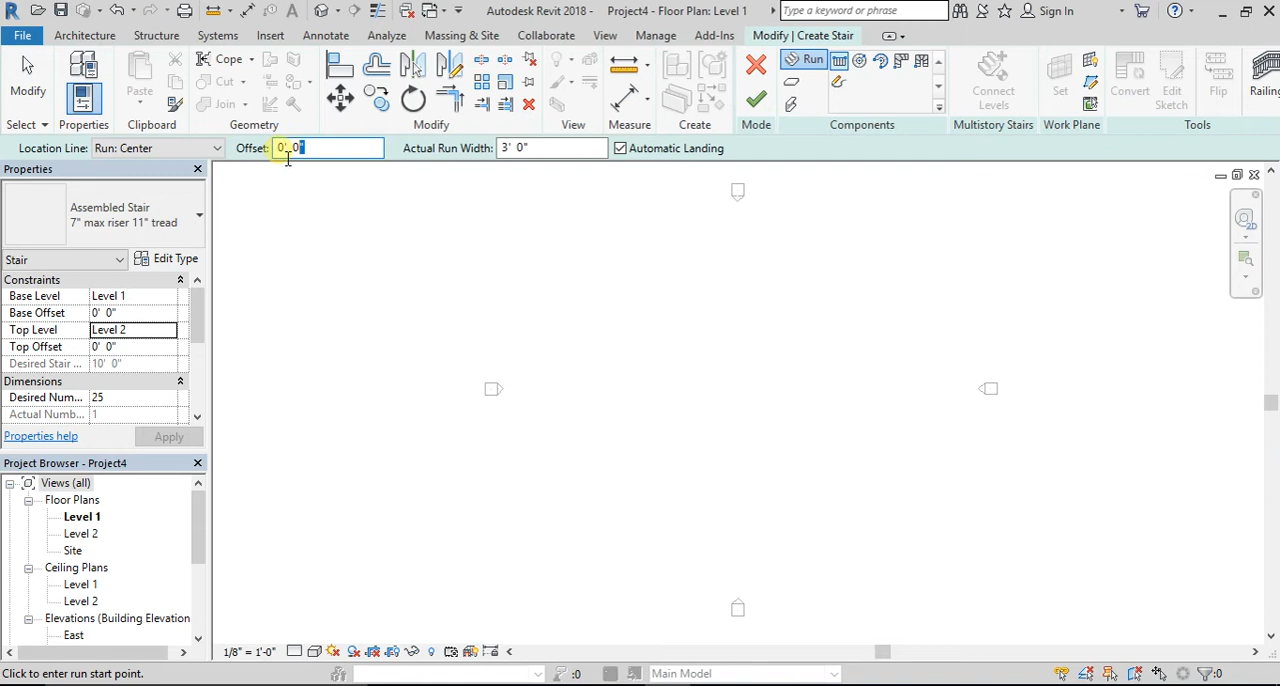 Autodesk Revit 2018 - Project4 - Floor Plan: Level 1
Type a keyword or phrase
Sign In
File Architecture Structure Systems Insert Annotate Analyze Massing & Site Collaborate View Manage Add-Ins Modify | Create Stair
Modify
Paste
Cope
Cut
Join
Run
Connect Levels
Set
Convert
Edit Sketch
Flip
Railing
Select Properties Clipboard Geometry Modify View Measure Create Mode Components Multistory Stairs Work Plane Tools
Location Line: Run: Center Offset: 0' 0" Actual Run Width: 3' 0" Automatic Landing
Properties
Assembled Stair
7" max riser 11" tread
Stair Edit Type
Constraints
Base Level Level 1
Base Offset 0' 0"
Top Level Level 2
Top Offset 0' 0"
Desired Stair ... 10' 0"
Dimensions
Desired Num... 25
Actual Numb... 1
Properties help Apply
Project Browser - Project4
Views (all)
Floor Plans
Level 1
Level 2
Site
Ceiling Plans
Level 1
Level 2
Elevations (Building Elevation
East
1/8" = 1'-0"
Click to enter run start point. :0 Main Model :0
2D